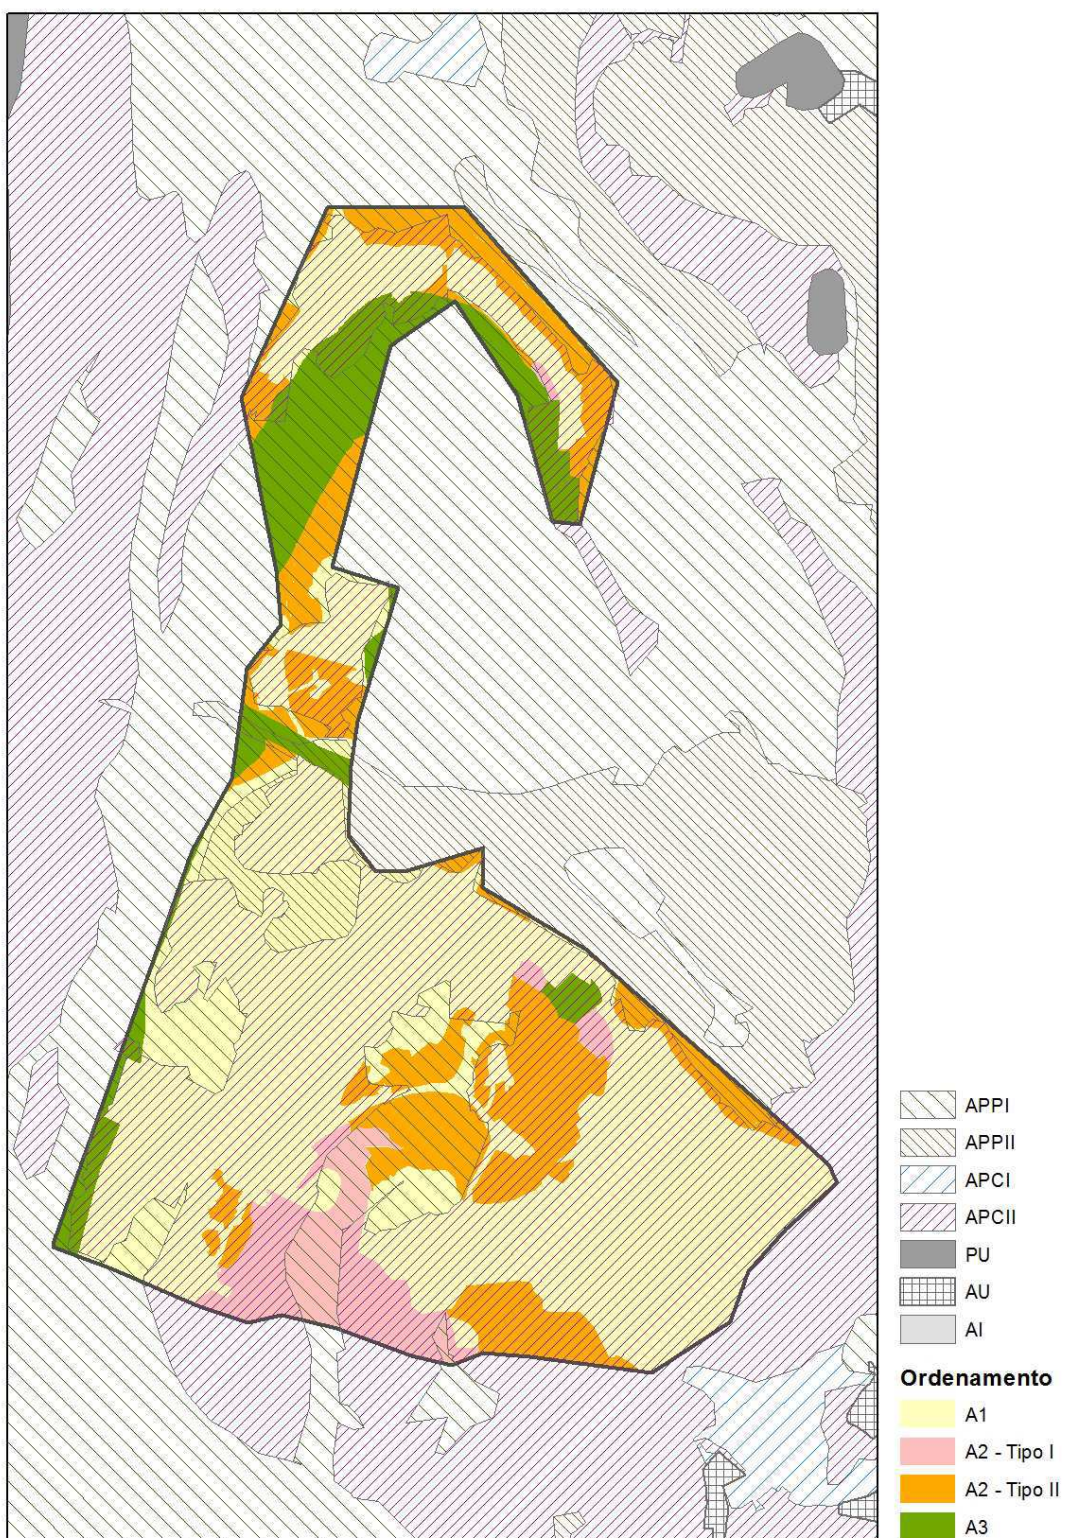 APPI
APPII
APCI
APCII
PU
AU
AI
Ordenamento
A1
A2 - Tipo I
A2 - Tipo II
A3